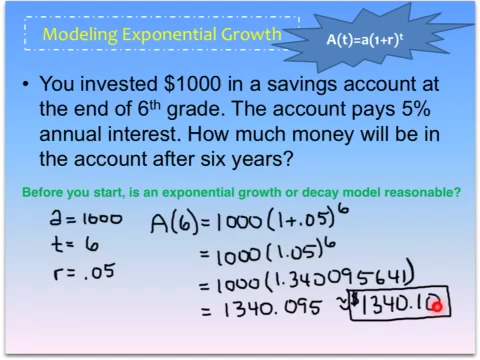 Modeling Exponential Growth
A(t)=a(1+r)^t
• You invested $1000 in a savings account at
the end of 6th grade. The account pays 5%
annual interest. How much money will be in
the account after six years?
Before you start, is an exponential growth or decay model reasonable?
a = 1000
t = 6
r = .05
A(6) = 1000(1+.05)^6
= 1000(1.05)^6
= 1000(1.340095641)
= 1340.095 ≈ $1340.10